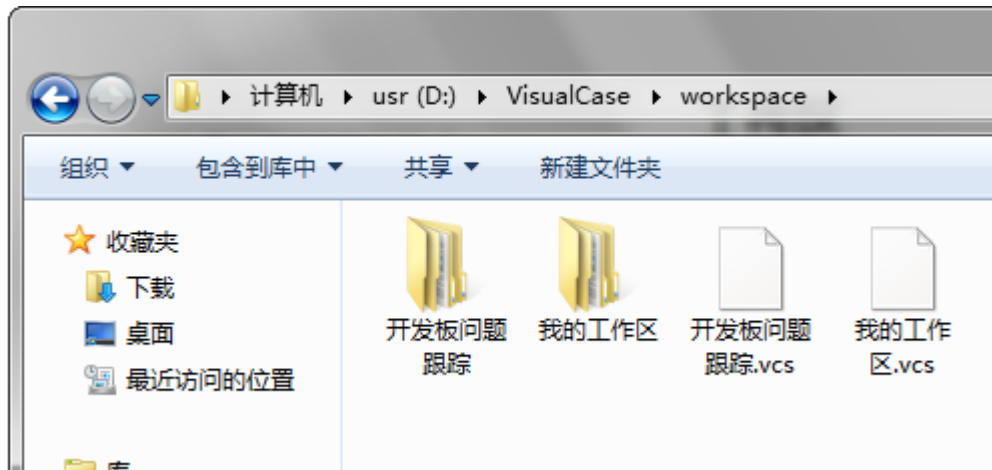 计算机 usr (D:) VisualCase workspace
组织 包含到库中 共享 新建文件夹
收藏夹
下载
桌面
最近访问的位置
库
开发板问题
跟踪
我的工作区
开发板问题
跟踪.vcs
我的工作
区.vcs